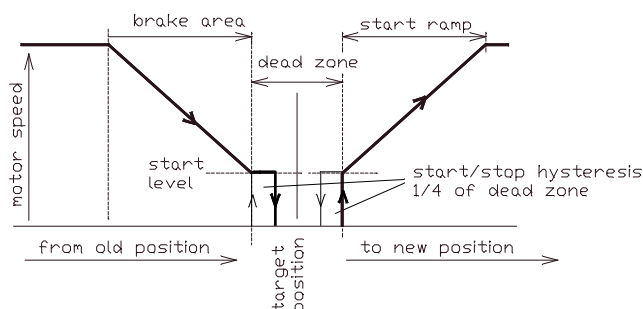 brake area
start ramp
dead zone
motor speed
start
level
start/stop hysteresis
1/4 of dead zone
from old position
target
position
to new position